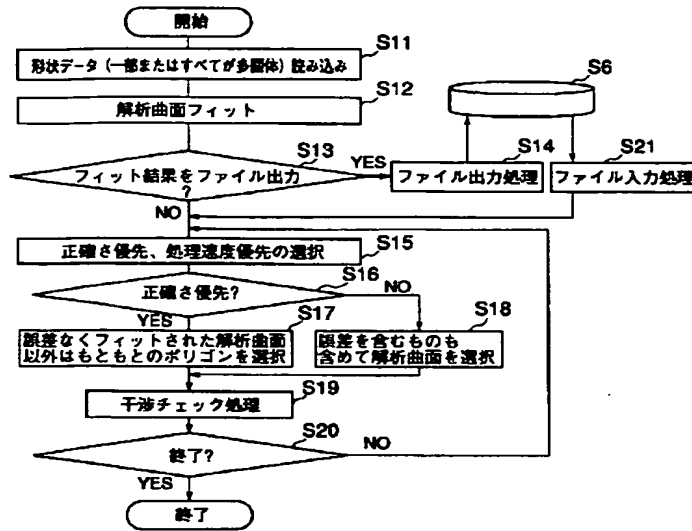 開始
S11
形状データ(一部またはすべてが多面体)読み込み
S12
解析曲面フィット
S6
S13
フィット結果をファイル出力
?
YES
NO
S14
ファイル出力処理
S21
ファイル入力処理
S15
正確さ優先、処理速度優先の選択
S16
正確さ優先?
NO
YES
S17
誤差なくフィットされた解析曲面
以外はもともとのポリゴンを選択
S18
誤差を含むものも
含めて解析曲面を選択
S19
干渉チェック処理
S20
終了?
NO
YES
終了